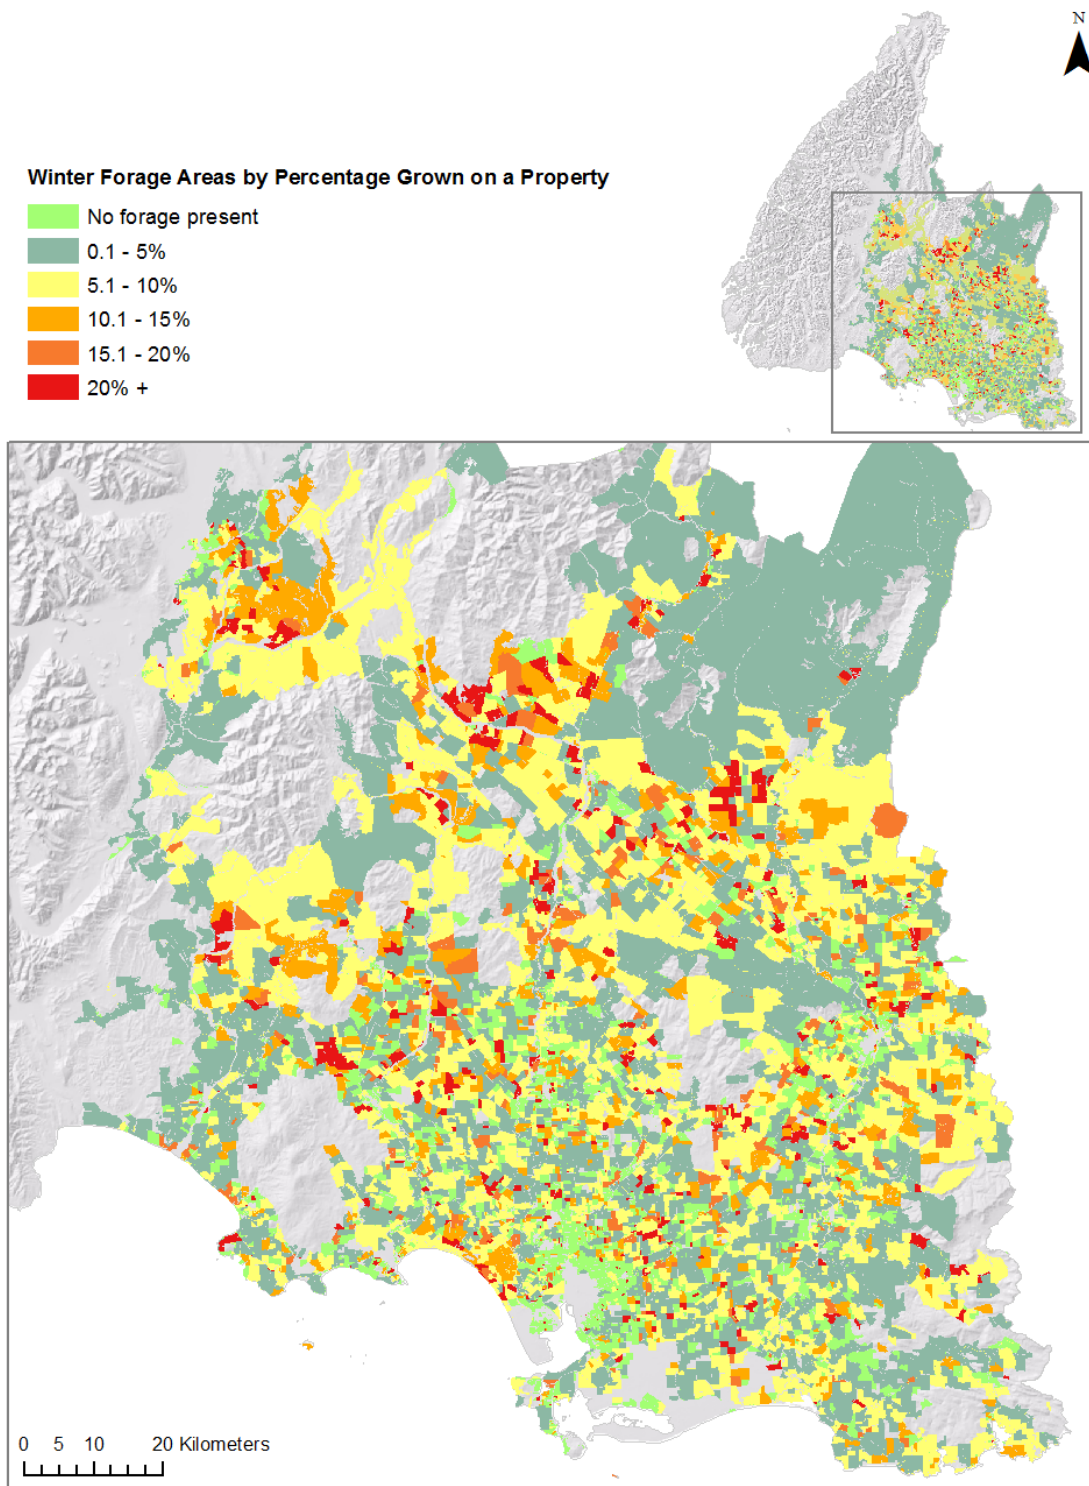 N
Winter Forage Areas by Percentage Grown on a Property
No forage present
0.1 - 5%
5.1 - 10%
10.1 - 15%
15.1 - 20%
20% +
0 5 10 20 Kilometers